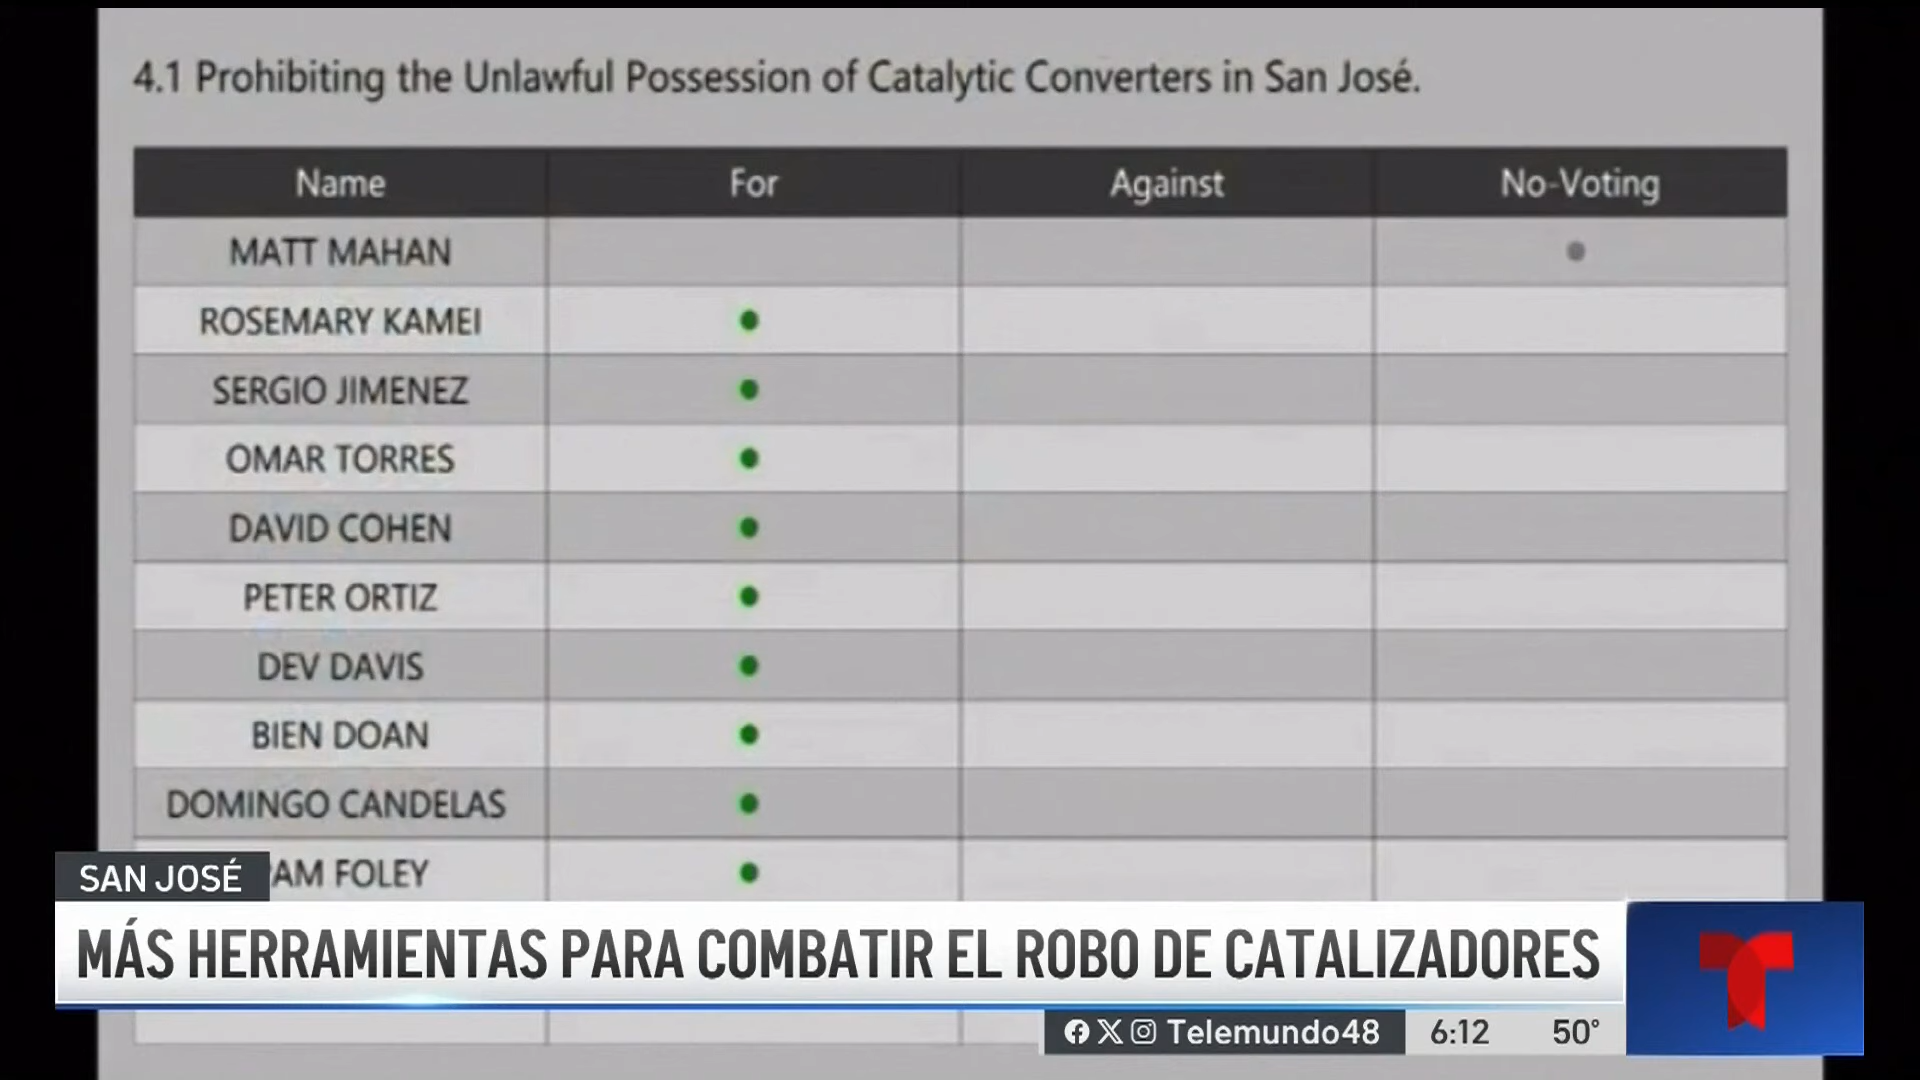 4.1 Prohibiting the Unlawful Possession of Catalytic Converters in San José.
Name For Against No-Voting
MATT MAHAN
ROSEMARY KAMEI
SERGIO JIMENEZ
OMAR TORRES
DAVID COHEN
PETER ORTIZ
DEV DAVIS
BIEN DOAN
DOMINGO CANDELAS
PAM FOLEY
SAN JOSÉ
MÁS HERRAMIENTAS PARA COMBATIR EL ROBO DE CATALIZADORES
Telemundo48 6:12 50°